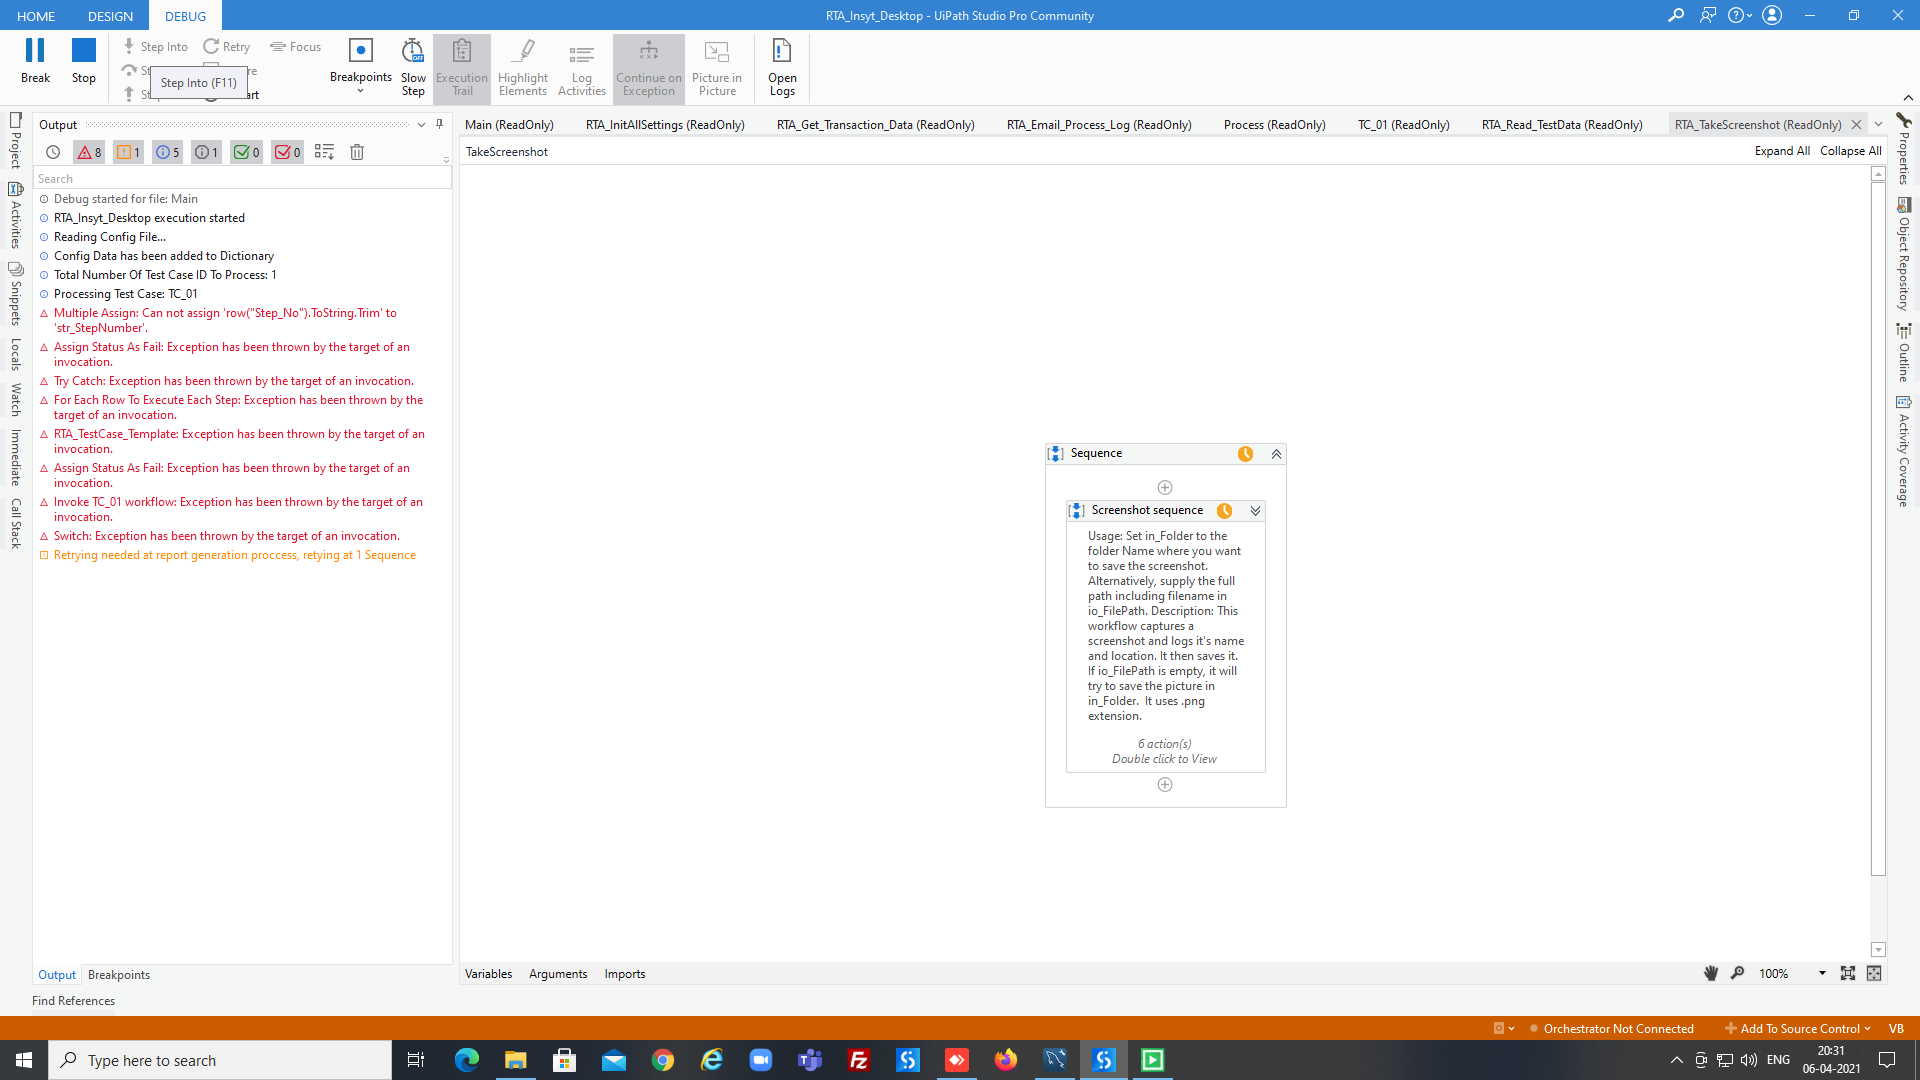 HOME
DESIGN
DEBUG
RTA_Insyt_Desktop - UiPath Studio Pro Community
Break
Stop
Step Into
Retry
Focus
Step Into (F11)
Breakpoints
Slow
Step
Execution
Trail
Highlight
Elements
Log
Activities
Continue on
Exception
Picture in
Picture
Open
Logs
Project
Activities
Snippets
Locals
Watch
Immediate
Call Stack
Output
8
1
5
1
0
0
Search
Debug started for file: Main
RTA_Insyt_Desktop execution started
Reading Config File...
Config Data has been added to Dictionary
Total Number Of Test Case ID To Process: 1
Processing Test Case: TC_01
Multiple Assign: Can not assign 'row("Step_No").ToString.Trim' to
'str_StepNumber'.
Assign Status As Fail: Exception has been thrown by the target of an
invocation.
Try Catch: Exception has been thrown by the target of an invocation.
For Each Row To Execute Each Step: Exception has been thrown by the
target of an invocation.
RTA_TestCase_Template: Exception has been thrown by the target of an
invocation.
Assign Status As Fail: Exception has been thrown by the target of an
invocation.
Invoke TC_01 workflow: Exception has been thrown by the target of an
invocation.
Switch: Exception has been thrown by the target of an invocation.
Retrying needed at report generation proccess, retying at 1 Sequence
Output
Breakpoints
Find References
Main (ReadOnly)
RTA_InitAllSettings (ReadOnly)
RTA_Get_Transaction_Data (ReadOnly)
RTA_Email_Process_Log (ReadOnly)
Process (ReadOnly)
TC_01 (ReadOnly)
RTA_Read_TestData (ReadOnly)
RTA_TakeScreenshot (ReadOnly)
TakeScreenshot
Expand All
Collapse All
Sequence
Screenshot sequence
Usage: Set in_Folder to the
folder Name where you want
to save the screenshot.
Alternatively, supply the full
path including filename in
io_FilePath. Description: This
workflow captures a
screenshot and logs it's name
and location. It then saves it.
If io_FilePath is empty, it will
try to save the picture in
in_Folder. It uses .png
extension.
6 action(s)
Double click to View
Variables
Arguments
Imports
100%
Properties
Object Repository
Outline
Activity Coverage
Orchestrator Not Connected
Add To Source Control
VB
Type here to search
ENG
20:31
06-04-2021